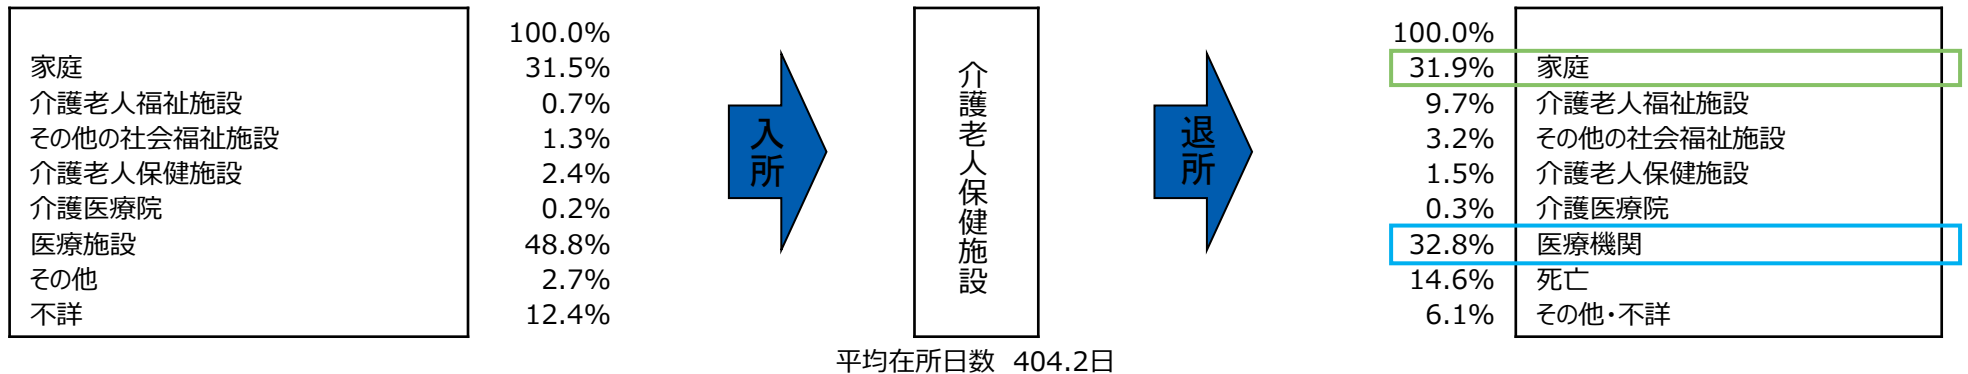 100.0%
家庭 31.5%
介護老人福祉施設 0.7%
その他の社会福祉施設 1.3%
介護老人保健施設 2.4%
介護医療院 0.2%
医療施設 48.8%
その他 2.7%
不詳 12.4%
入所
介護老人保健施設
平均在所日数 404.2日
退所
100.0%
31.9% 家庭
9.7% 介護老人福祉施設
3.2% その他の社会福祉施設
1.5% 介護老人保健施設
0.3% 介護医療院
32.8% 医療機関
14.6% 死亡
6.1% その他・不詳